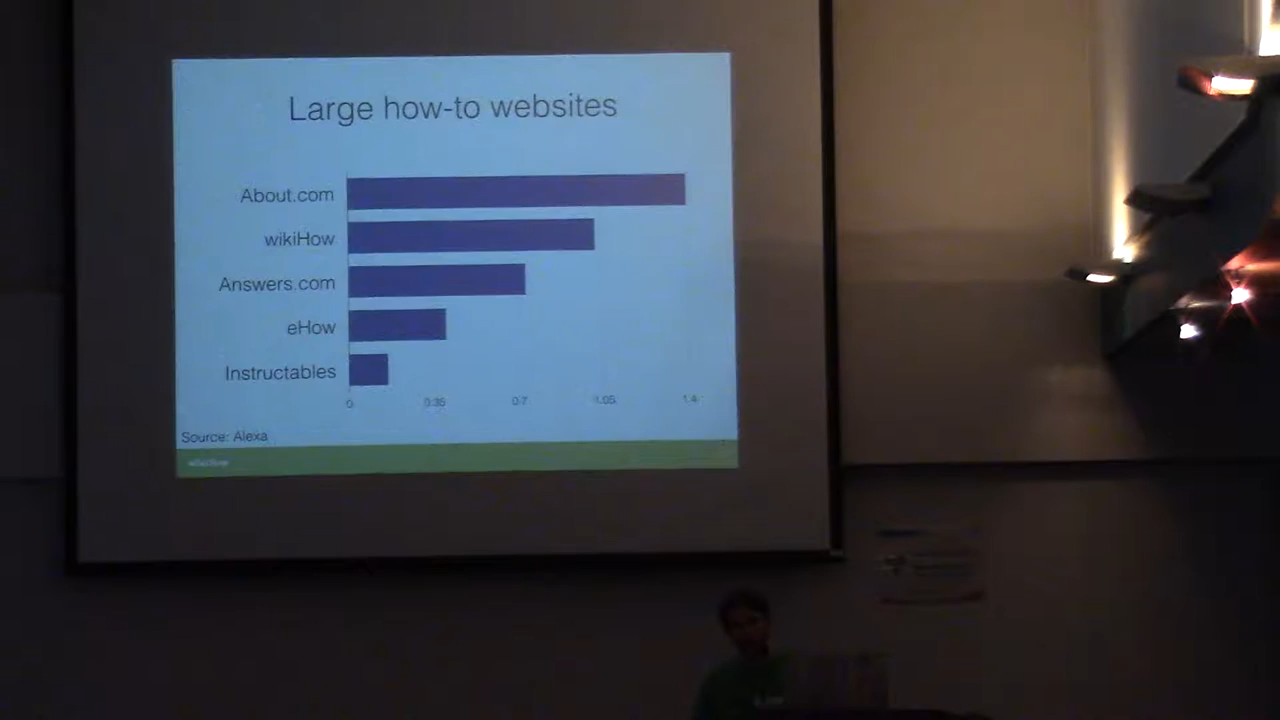 Large how-to websites
About.com
wikiHow
Answers.com
eHow
Instructables
0 0.35 0.7 1.05 1.4
Source: Alexa
wikiHow